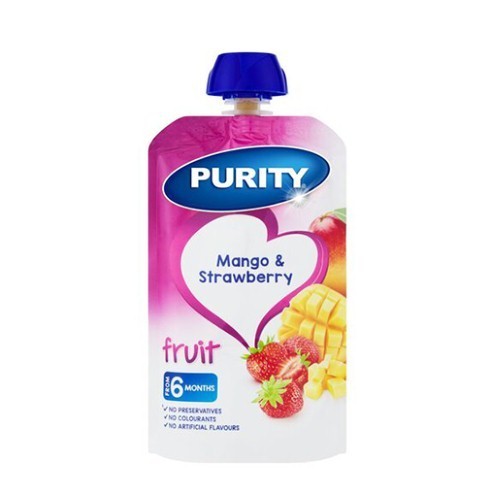 PURITY
Mango &
Strawberry
fruit
FROM 6 MONTHS
✓NO PRESERVATIVES
✓NO COLOURANTS
✓NO ARTIFICIAL FLAVOURS